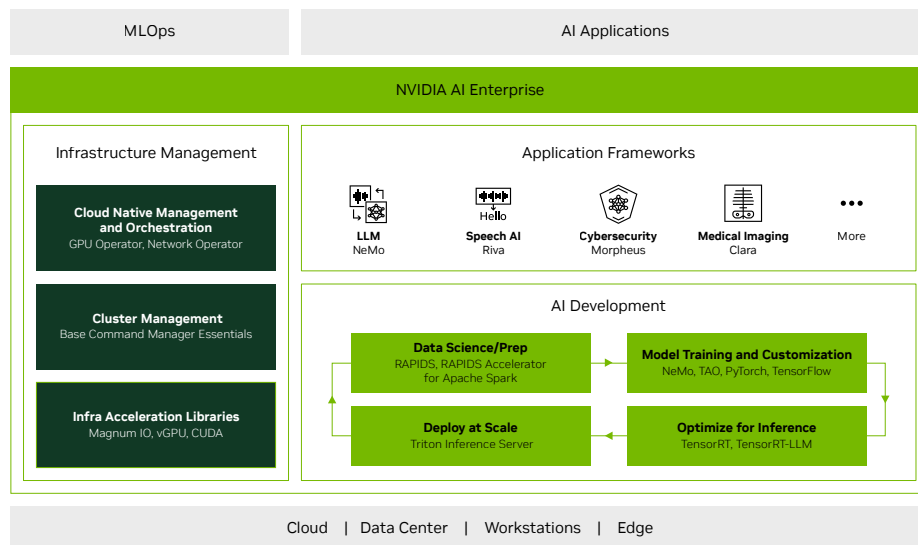 MLOps
AI Applications
NVIDIA AI Enterprise
Infrastructure Management
Cloud Native Management
and Orchestration
GPU Operator, Network Operator
Cluster Management
Base Command Manager Essentials
Infra Acceleration Libraries
Magnum IO, vGPU, CUDA
Application Frameworks
LLM
NeMo
Hello
Speech AI
Riva
Cybersecurity
Morpheus
Medical Imaging
Clara
More
AI Development
Data Science/Prep
RAPIDS, RAPIDS Accelerator
for Apache Spark
Model Training and Customization
NeMo, TAO, PyTorch, TensorFlow
Deploy at Scale
Triton Inference Server
Optimize for Inference
TensorRT, TensorRT-LLM
Cloud | Data Center | Workstations | Edge